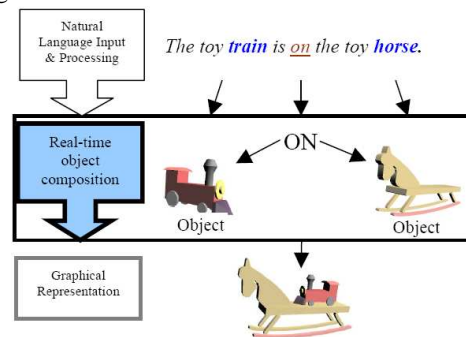 Natural
Language Input
& Processing
The toy train is on the toy horse.
Real-time
object
composition
ON
Object
Object
Graphical
Representation